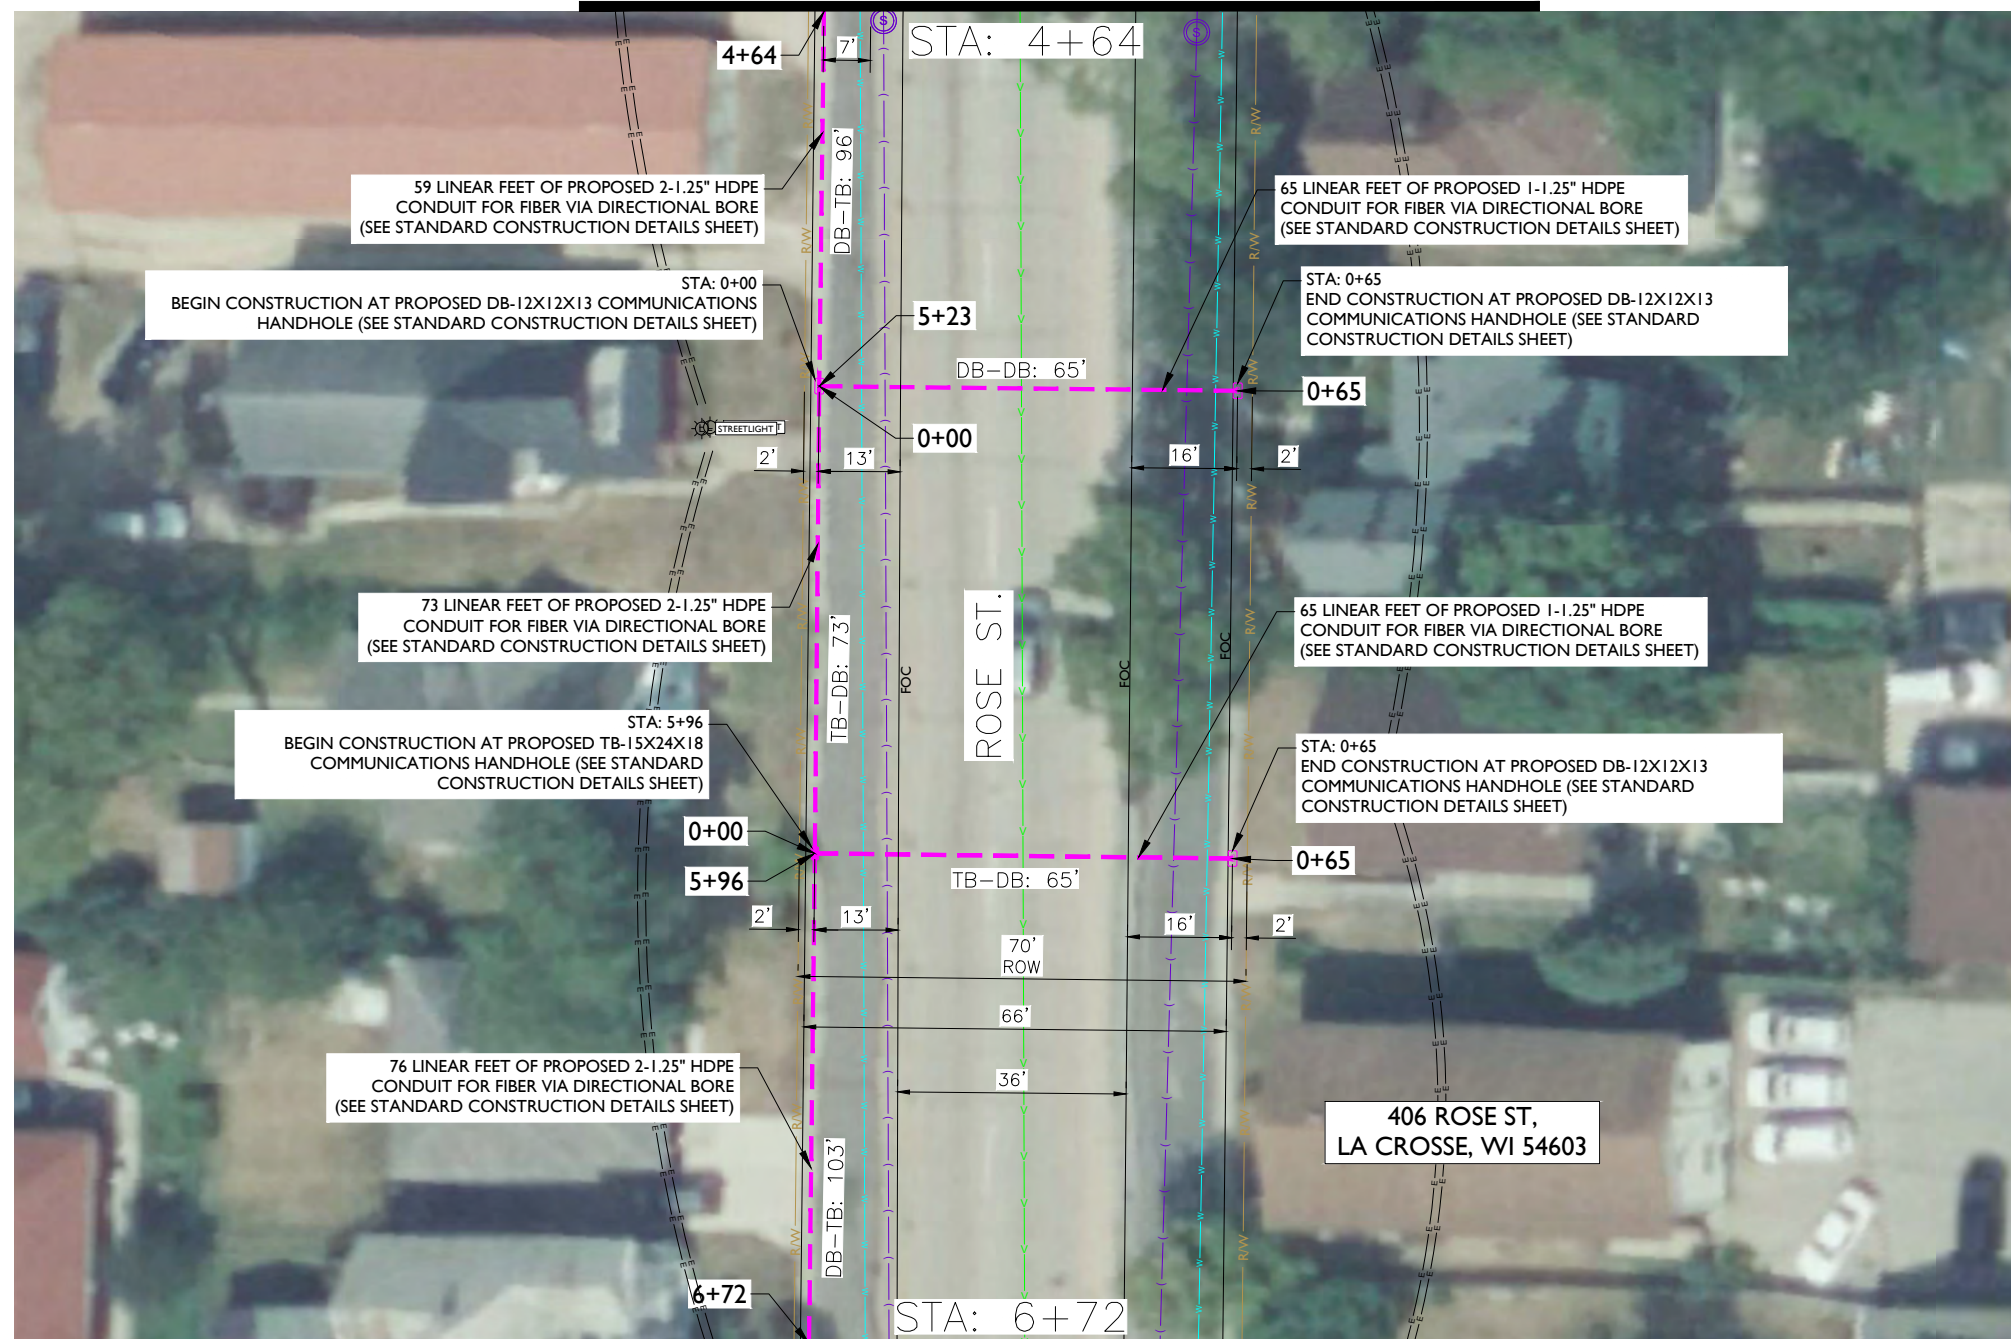 STA: 4+64
4+64
7'
DB-TB: 96'
59 LINEAR FEET OF PROPOSED 2-1.25" HDPE
CONDUIT FOR FIBER VIA DIRECTIONAL BORE
(SEE STANDARD CONSTRUCTION DETAILS SHEET)
65 LINEAR FEET OF PROPOSED 1-1.25" HDPE
CONDUIT FOR FIBER VIA DIRECTIONAL BORE
(SEE STANDARD CONSTRUCTION DETAILS SHEET)
STA: 0+00
BEGIN CONSTRUCTION AT PROPOSED DB-12X12X13 COMMUNICATIONS
HANDHOLE (SEE STANDARD CONSTRUCTION DETAILS SHEET)
STA: 0+65
END CONSTRUCTION AT PROPOSED DB-12X12X13
COMMUNICATIONS HANDHOLE (SEE STANDARD
CONSTRUCTION DETAILS SHEET)
5+23
DB-DB: 65'
0+65
0+00
STREETLIGHT
2'
13'
16'
2'
73 LINEAR FEET OF PROPOSED 2-1.25" HDPE
CONDUIT FOR FIBER VIA DIRECTIONAL BORE
(SEE STANDARD CONSTRUCTION DETAILS SHEET)
TB-DB: 73'
FOC
ROSE ST.
FOC
FOC
65 LINEAR FEET OF PROPOSED 1-1.25" HDPE
CONDUIT FOR FIBER VIA DIRECTIONAL BORE
(SEE STANDARD CONSTRUCTION DETAILS SHEET)
STA: 5+96
BEGIN CONSTRUCTION AT PROPOSED TB-15X24X18
COMMUNICATIONS HANDHOLE (SEE STANDARD
CONSTRUCTION DETAILS SHEET)
STA: 0+65
END CONSTRUCTION AT PROPOSED DB-12X12X13
COMMUNICATIONS HANDHOLE (SEE STANDARD
CONSTRUCTION DETAILS SHEET)
0+00
5+96
TB-DB: 65'
0+65
2'
13'
16'
2'
70'
ROW
66'
36'
76 LINEAR FEET OF PROPOSED 2-1.25" HDPE
CONDUIT FOR FIBER VIA DIRECTIONAL BORE
(SEE STANDARD CONSTRUCTION DETAILS SHEET)
DB-TB: 103'
406 ROSE ST,
LA CROSSE, WI 54603
6+72
STA: 6+72
R/W
R/W
R/W
R/W
R/W
R/W
R/W
R/W
R/W
R/W